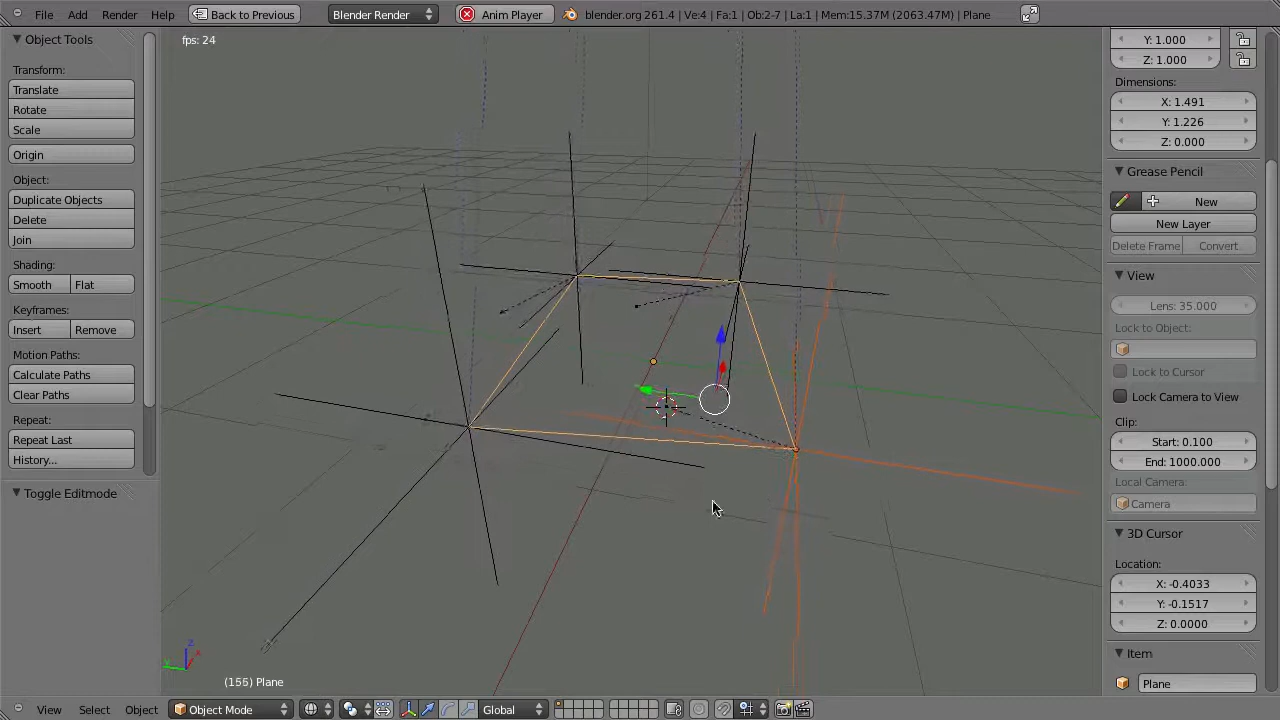 File Add Render Help Back to Previous Blender Render Anim Player blender.org 261.4 | Ve:4 | Fa:1 | Ob:2-7 | La:1 | Mem:15.37M (2063.47M) | Plane
Object Tools
Transform:
Translate
Rotate
Scale
Origin
Object:
Duplicate Objects
Delete
Join
Shading:
Smooth Flat
Keyframes:
Insert Remove
Motion Paths:
Calculate Paths
Clear Paths
Repeat:
Repeat Last
History...
Toggle Editmode
fps: 24
Z
X
Y
(155) Plane
Y: 1.000
Z: 1.000
Dimensions:
X: 1.491
Y: 1.226
Z: 0.000
Grease Pencil
New
New Layer
Delete Frame Convert
View
Lens: 35.000
Lock to Object:
Lock to Cursor
Lock Camera to View
Clip:
Start: 0.100
End: 1000.000
Local Camera:
Camera
3D Cursor
Location:
X: -0.4033
Y: -0.1517
Z: 0.0000
Item
Plane
View Select Object Object Mode Global